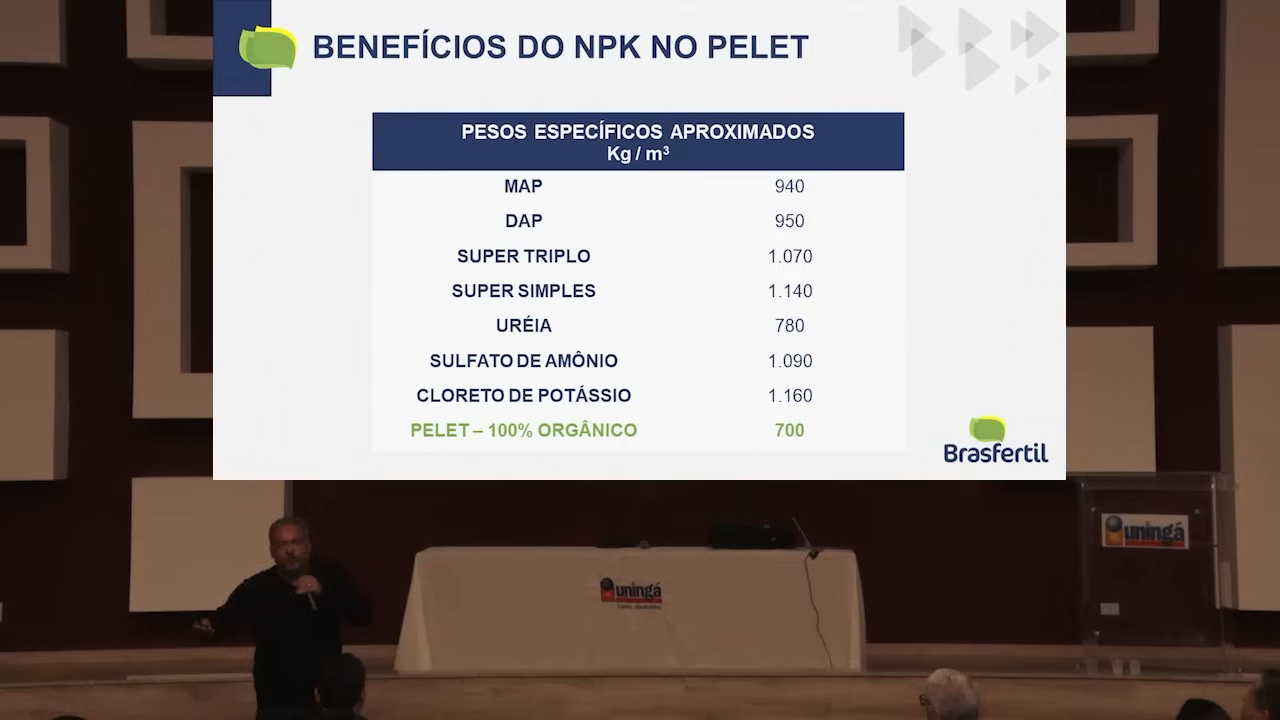 BENEFÍCIOS DO NPK NO PELET
PESOS ESPECÍFICOS APROXIMADOS
Kg / m³
MAP 940
DAP 950
SUPER TRIPLO 1.070
SUPER SIMPLES 1.140
URÉIA 780
SULFATO DE AMÔNIO 1.090
CLORETO DE POTÁSSIO 1.160
PELET – 100% ORGÂNICO 700
Brasfertil
uningá
uningá